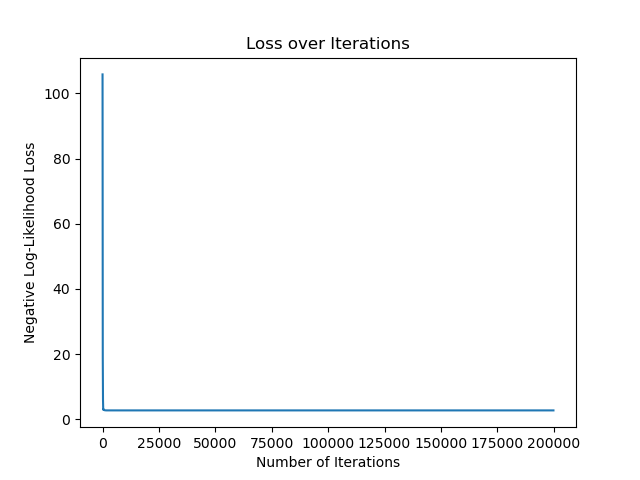 Loss over Iterations
Negative Log-Likelihood Loss
100
80
60
40
20
0
0 25000 50000 75000 100000 125000 150000 175000 200000
Number of Iterations